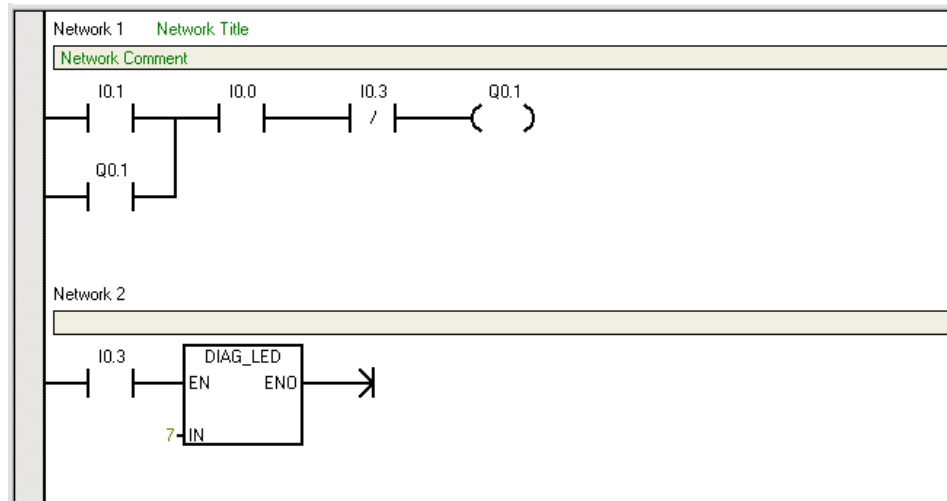 Network 1 Network Title
Network Comment
I0.1 I0.0 I0.3 Q0.1
/
Q0.1
Network 2
I0.3 DIAG_LED
EN ENO
7 IN